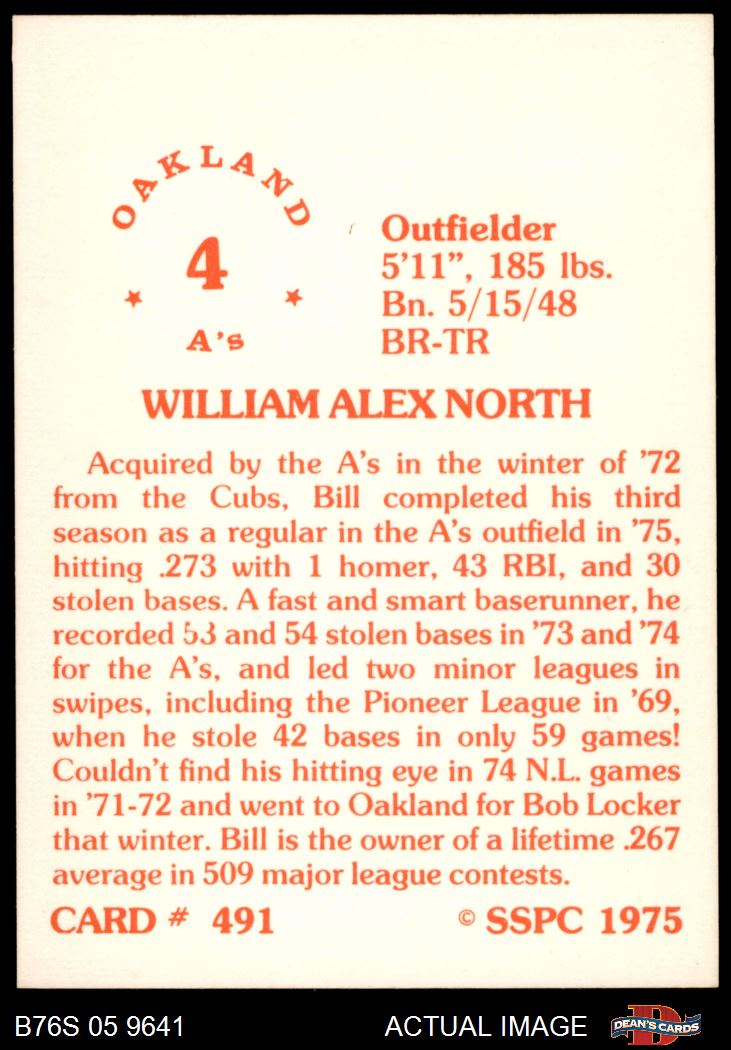 OAKLAND
4
A's
Outfielder
5'11", 185 lbs.
Bn. 5/15/48
BR-TR
WILLIAM ALEX NORTH
Acquired by the A's in the winter of '72
from the Cubs, Bill completed his third
season as a regular in the A's outfield in '75,
hitting .273 with 1 homer, 43 RBI, and 30
stolen bases. A fast and smart baserunner, he
recorded 53 and 54 stolen bases in '73 and '74
for the A's, and led two minor leagues in
swipes, including the Pioneer League in '69,
when he stole 42 bases in only 59 games!
Couldn't find his hitting eye in 74 N.L. games
in '71-72 and went to Oakland for Bob Locker
that winter. Bill is the owner of a lifetime .267
average in 509 major league contests.
CARD # 491 © SSPC 1975
B76S 05 9641 ACTUAL IMAGE DEAN'S CARDS